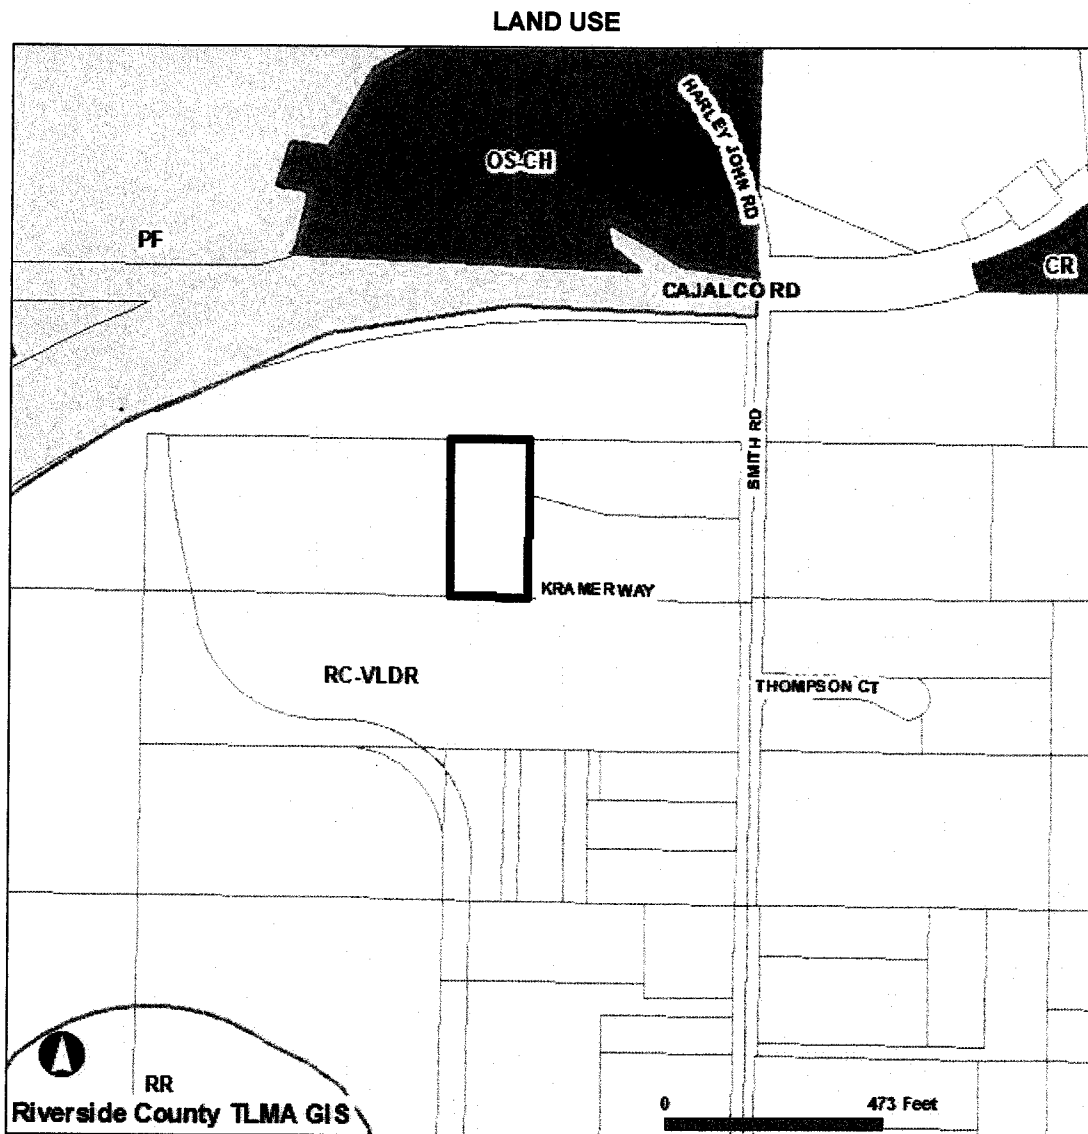 LAND USE
HARLEY JOHN RD
OS-CH
PF
CR
CAJALCO RD
SMITH RD
KRAMER WAY
RC-VLDR
THOMPSON CT
RR
Riverside County TLMA GIS
0 473 Feet